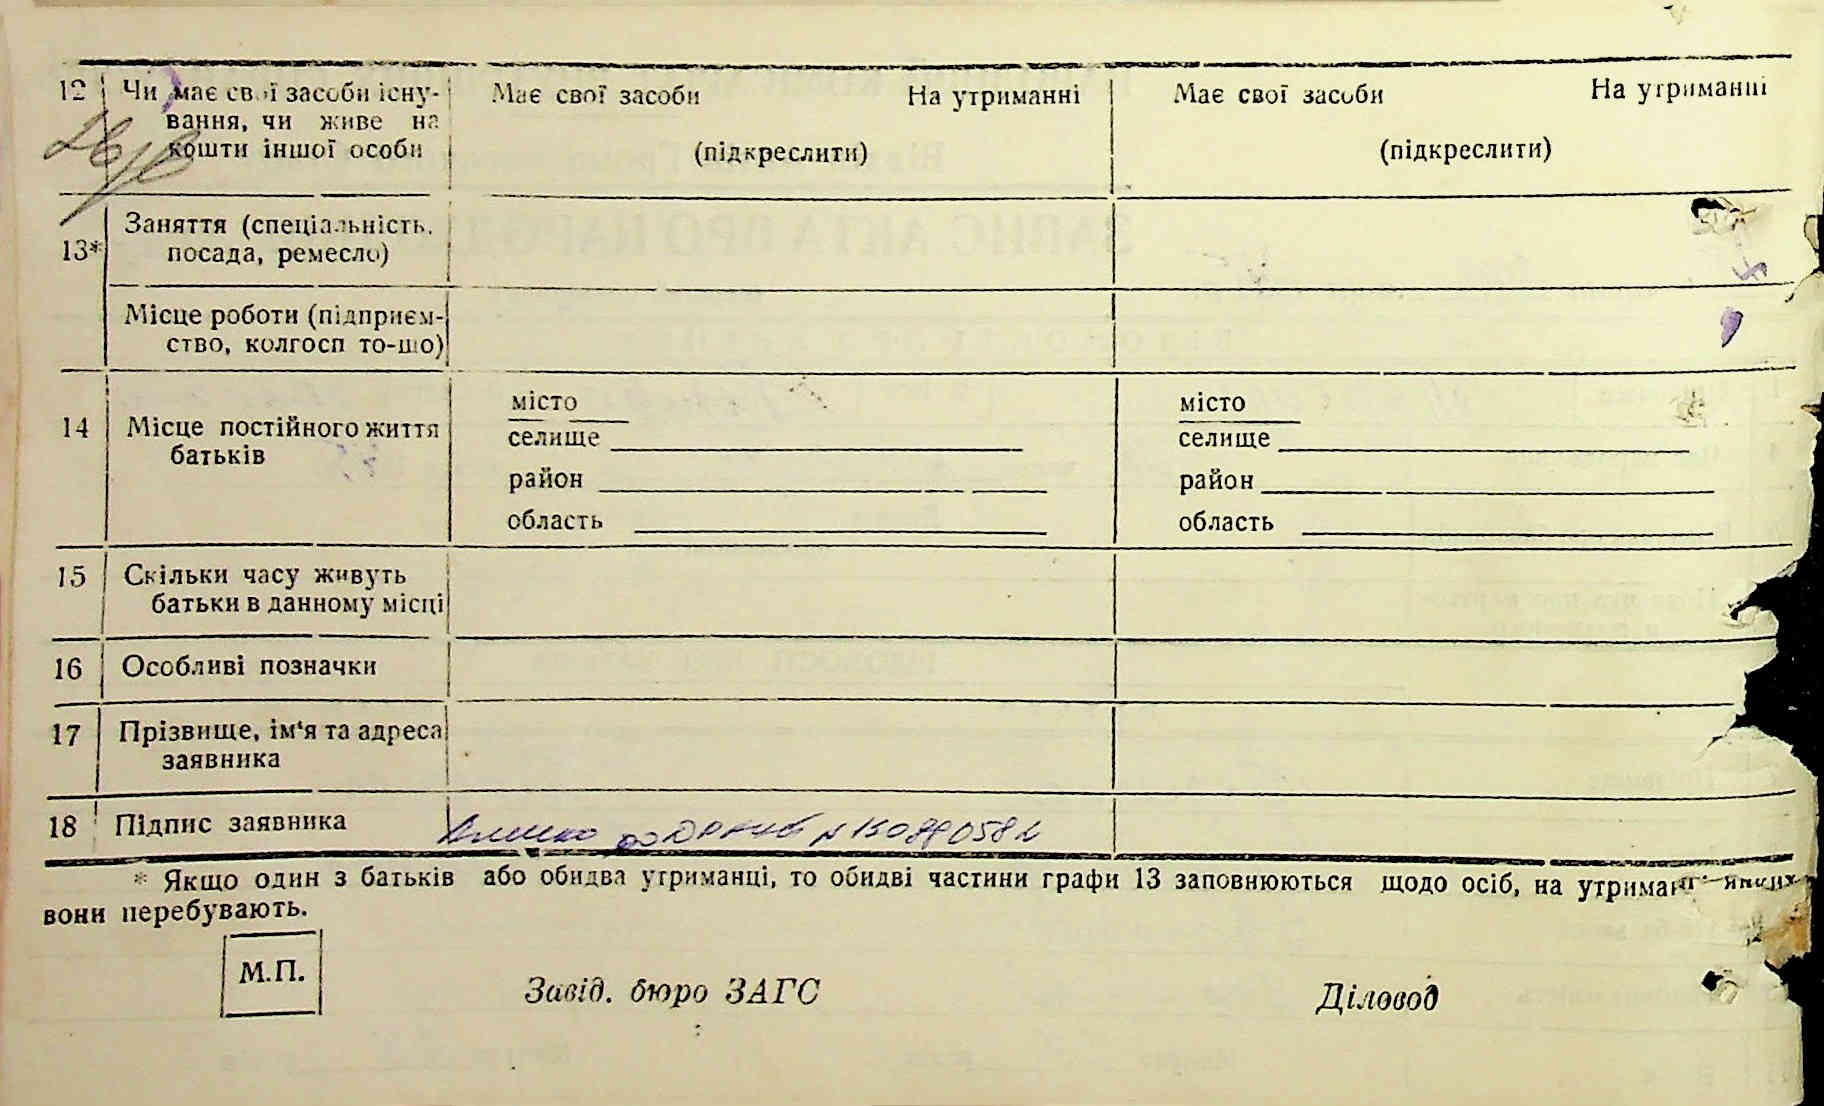 12 Чи має свої засоби існу-
вання, чи живе на
кошти іншої особи
Має свої засоби На утриманні
(підкреслити)
Має свої засоби На утриманні
(підкреслити)
13* Заняття (спеціальність,
посада, ремесло)
Місце роботи (підприєм-
ство, колгосп то-що)
14 Місце постійного життя
батьків
місто
селище
район
область
місто
селище
район
область
15 Скільки часу живуть
батьки в данному місці
16 Особливі позначки
17 Прізвище, ім'я та адреса
заявника
18 Підпис заявника
* Якщо один з батьків або обидва утриманці, то обидві частини графи 13 заповнюються щодо осіб, на утриманні яких
вони перебувають.
М.П.
Завід. бюро ЗАГС
Діловод